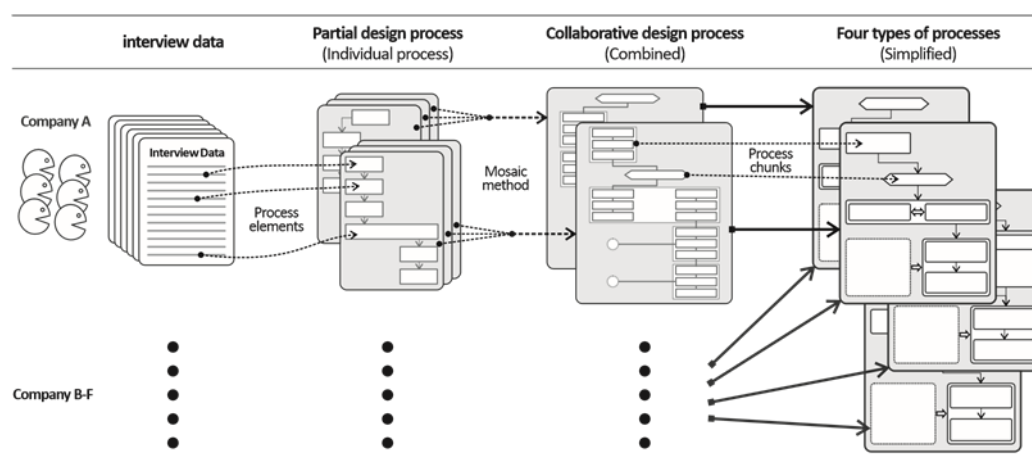 interview data
Partial design process
(Individual process)
Collaborative design process
(Combined)
Four types of processes
(Simplified)
Company A
Interview Data
Process
elements
Mosaic
method
Process
chunks
Company B-F